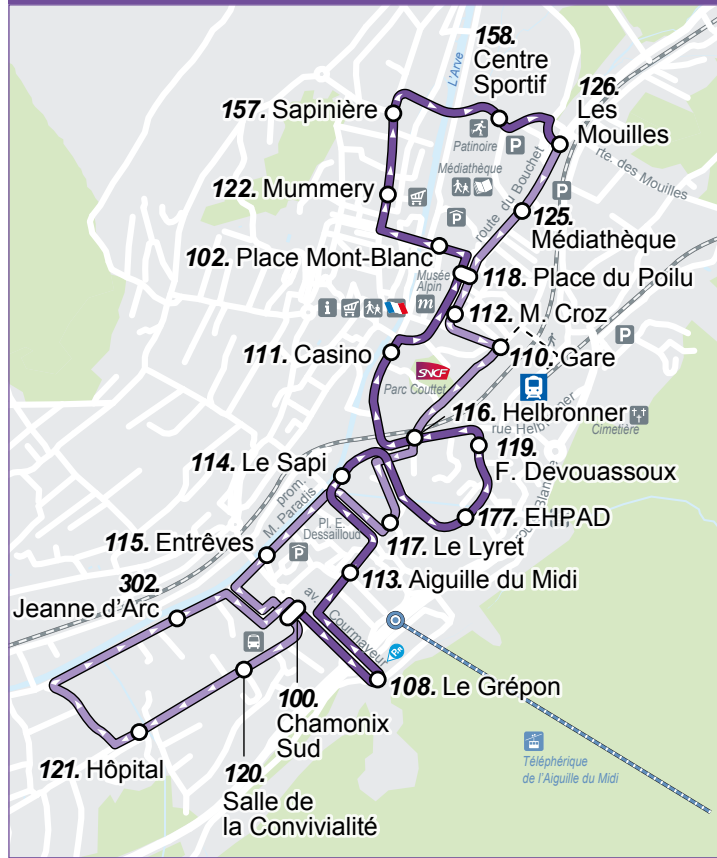 158.
Centre
Sportif
L'Arve
126.
Les
Mouilles
157. Sapinière
Patinoire
P
rte. des Mouilles
Médiathèque
P
route du Bouchet
122. Mummery
P
125.
Médiathèque
102. Place Mont-Blanc
Musée
Alpin
118. Place du Poilu
i
m
112. M. Croz
P
111. Casino
110. Gare
SNCF
Parc Couttet
116. Helbronner
rue Helbronner
Cimetière
119.
F. Devouassoux
114. Le Sapi
prom.
M. Paradis
Pl. E.
Dessailloud
P
177. EHPAD
117. Le Lyret
115. Entrêves
113. Aiguille du Midi
302.
Jeanne d'Arc
av. Courmayeur
P+R
100.
Chamonix
Sud
108. Le Grépon
121. Hôpital
120.
Salle de
la Convivialité
Téléphérique
de l'Aiguille du Midi